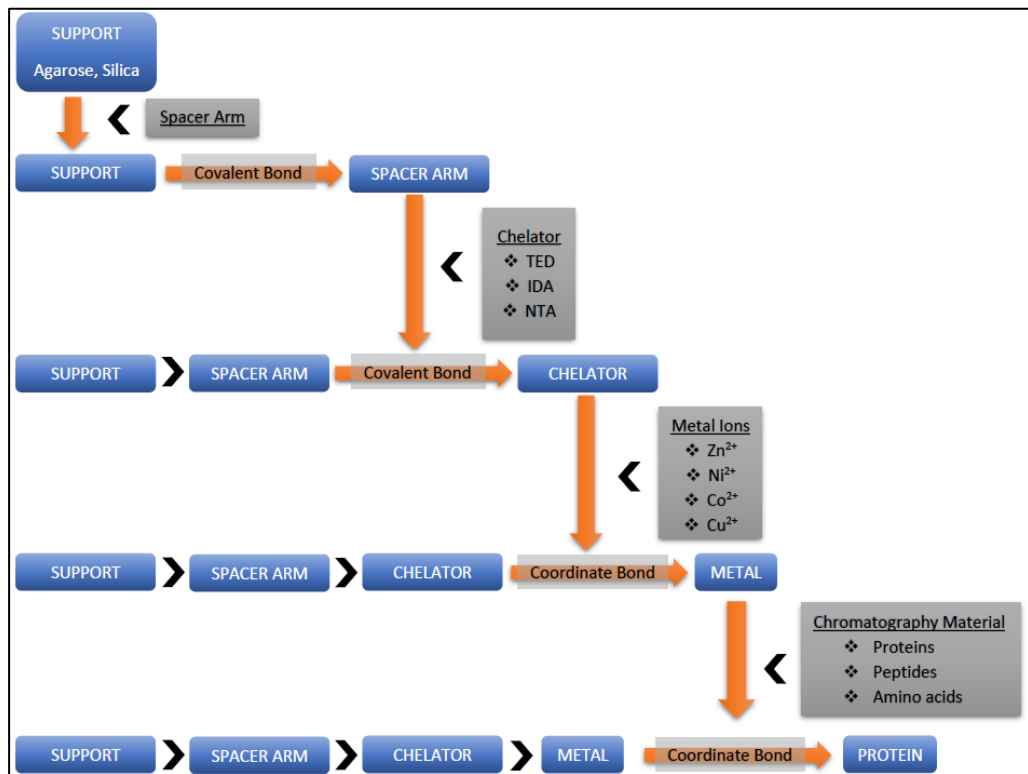 SUPPORT
Agarose, Silica
Spacer Arm
SUPPORT
Covalent Bond
SPACER ARM
Chelator
❖ TED
❖ IDA
❖ NTA
SUPPORT
SPACER ARM
Covalent Bond
CHELATOR
Metal Ions
❖ Zn²⁺
❖ Ni²⁺
❖ Co²⁺
❖ Cu²⁺
SUPPORT
SPACER ARM
CHELATOR
Coordinate Bond
METAL
Chromatography Material
❖ Proteins
❖ Peptides
❖ Amino acids
SUPPORT
SPACER ARM
CHELATOR
METAL
Coordinate Bond
PROTEIN